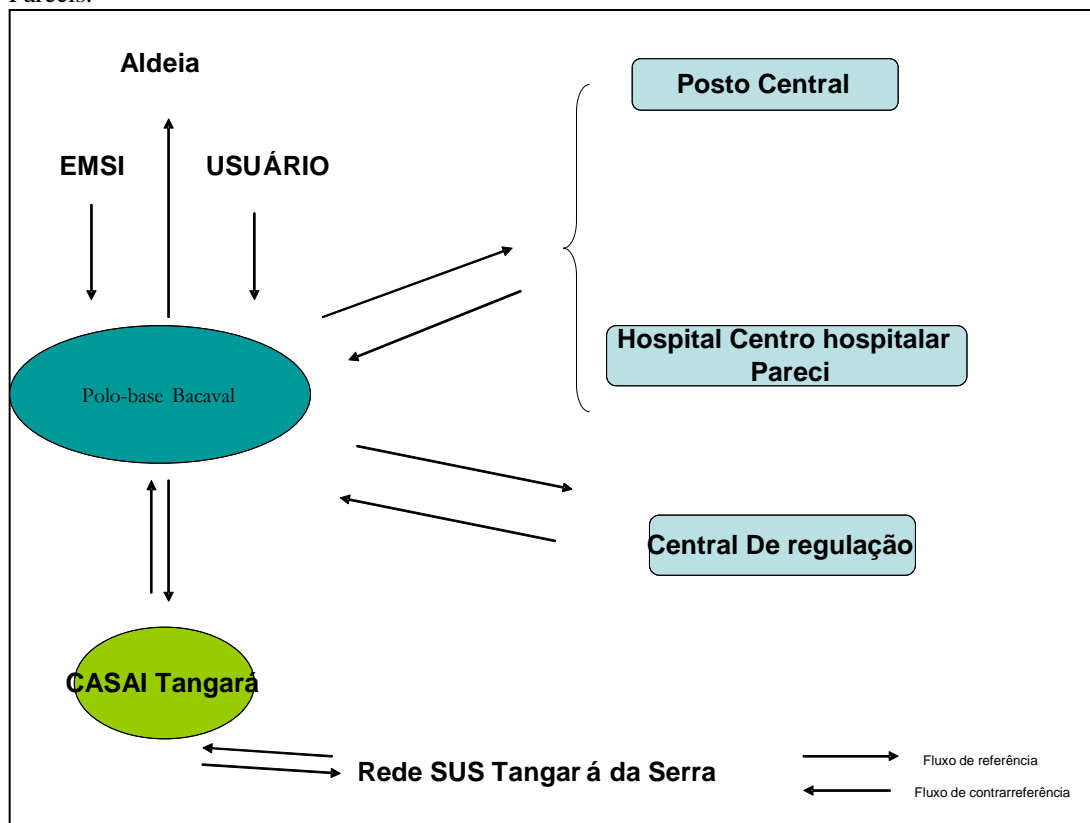 Parecis.
Aldeia
Posto Central
EMSI
USUÁRIO
Hospital Centro hospitalar
Pareci
Polo-base Bacaval
Central De regulação
CASAI Tangará
Rede SUS Tangar á da Serra
Fluxo de referência
Fluxo de contrarreferência